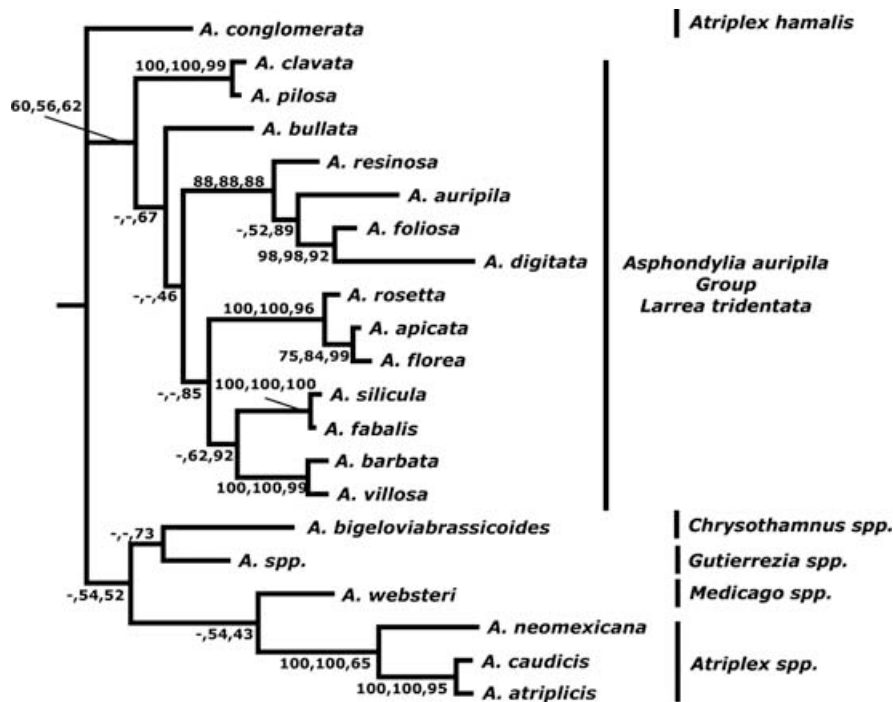 A. conglomerata
Atriplex hamalis
A. clavata
100,100,99
A. pilosa
60,56,62
A. bullata
A. resinosa
88,88,88
A. auripila
-,-,67
A. foliosa
-,52,89
98,98,92
A. digitata
Asphondylia auripila
Group
Larrea tridentata
-,-,46
A. rosetta
100,100,96
A. apicata
75,84,99
A. florea
100,100,100
-,-,85
A. silicula
A. fabalis
-,62,92
A. barbata
100,100,99
A. villosa
A. bigeloviabrassicoides
Chrysothamnus spp.
-,-,73
A. spp.
Gutierrezia spp.
-,54,52
A. websteri
Medicago spp.
-,54,43
A. neomexicana
100,100,65
A. caudicis
Atriplex spp.
100,100,95
A. atriplicis